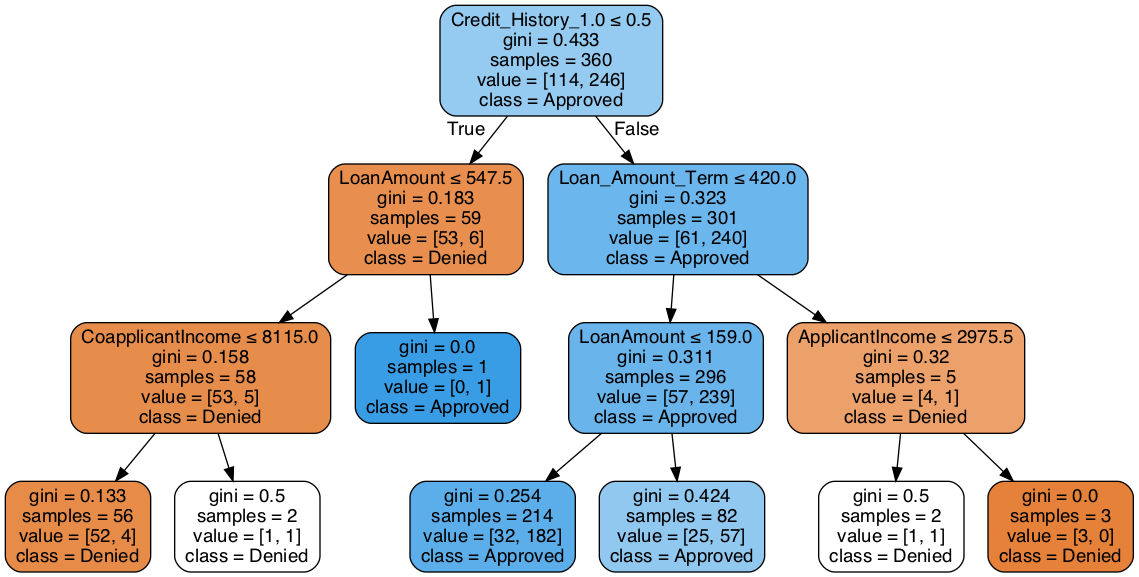 Credit_History_1.0 ≤ 0.5
gini = 0.433
samples = 360
value = [114, 246]
class = Approved
True
False
LoanAmount ≤ 547.5
gini = 0.183
samples = 59
value = [53, 6]
class = Denied
Loan_Amount_Term ≤ 420.0
gini = 0.323
samples = 301
value = [61, 240]
class = Approved
CoapplicantIncome ≤ 8115.0
gini = 0.158
samples = 58
value = [53, 5]
class = Denied
gini = 0.0
samples = 1
value = [0, 1]
class = Approved
LoanAmount ≤ 159.0
gini = 0.311
samples = 296
value = [57, 239]
class = Approved
ApplicantIncome ≤ 2975.5
gini = 0.32
samples = 5
value = [4, 1]
class = Denied
gini = 0.133
samples = 56
value = [52, 4]
class = Denied
gini = 0.5
samples = 2
value = [1, 1]
class = Denied
gini = 0.254
samples = 214
value = [32, 182]
class = Approved
gini = 0.424
samples = 82
value = [25, 57]
class = Approved
gini = 0.5
samples = 2
value = [1, 1]
class = Denied
gini = 0.0
samples = 3
value = [3, 0]
class = Denied